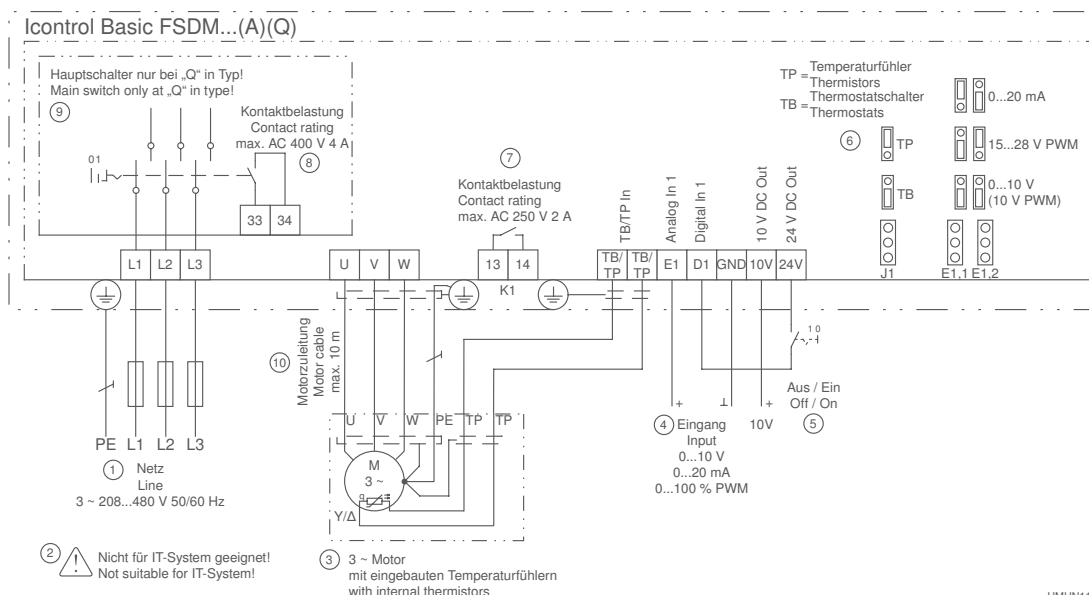 Icontrol Basic FSDM...(A)(Q)
Hauptschalter nur bei „Q“ in Typ!
Main switch only at „Q“ in type!
9
Kontaktbelastung
Contact rating
max. AC 400 V 4 A
8
0 1
33 34
7
Kontaktbelastung
Contact rating
max. AC 250 V 2 A
TB/TP In
Analog In 1
Digital In 1
10 V DC Out
24 V DC Out
TP = Temperaturfühler
Thermistors
TB = Thermostatschalter
Thermostats
6
TP
TB
J1
0...20 mA
15...28 V PWM
0...10 V
(10 V PWM)
E1,1 E1,2
L1 L2 L3
U V W
13 14
K1
TB/TP TB/TP
E1 D1 GND 10V 24V
10
Motorzuleitung
Motor cable
max. 10 m
1 0
Aus / Ein
Off / On
5
PE L1 L2 L3
1 Netz
Line
3 ~ 208...480 V 50/60 Hz
U V W PE TP TP
M
3 ~
Y/Δ
+ ⊥ +
4 Eingang 10V
Input
0...10 V
0...20 mA
0...100 % PWM
2 Nicht für IT-System geeignet!
Not suitable for IT-System!
3 3 ~ Motor
mit eingebauten Temperaturfühlern
with internal thermistors